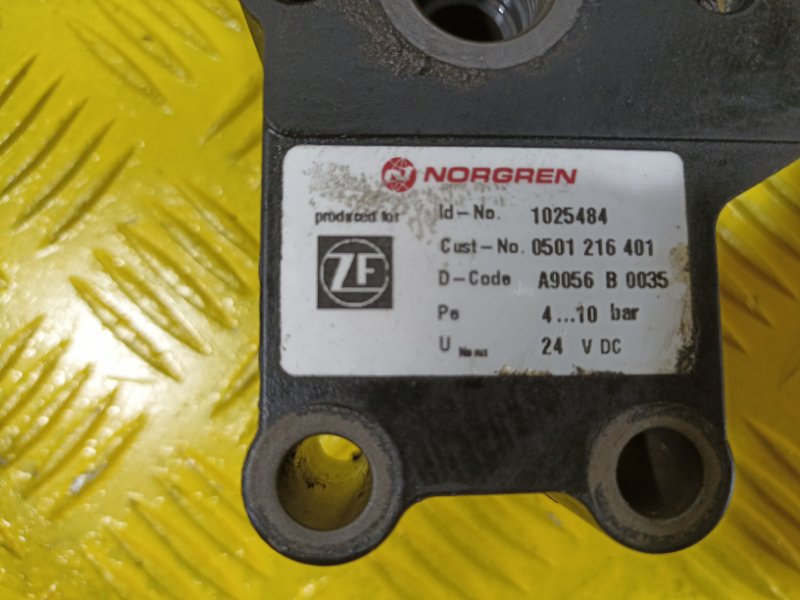 NORGREN
produced for
ZF
Id-No. 1025484
Cust-No. 0501 216 401
D-Code A9056 B 0035
Pe 4...10 bar
U 24 V DC